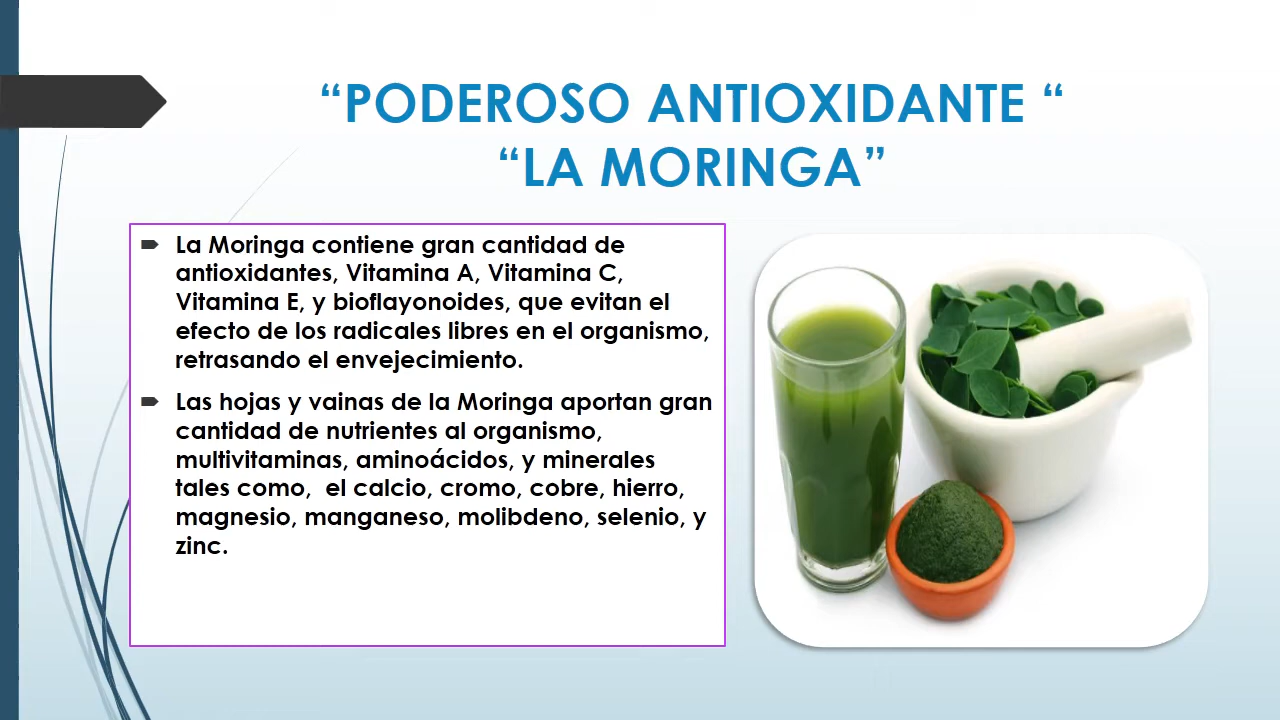 “PODEROSO ANTIOXIDANTE “
“LA MORINGA”
La Moringa contiene gran cantidad de
antioxidantes, Vitamina A, Vitamina C,
Vitamina E, y bioflayonoides, que evitan el
efecto de los radicales libres en el organismo,
retrasando el envejecimiento.
Las hojas y vainas de la Moringa aportan gran
cantidad de nutrientes al organismo,
multivitaminas, aminoácidos, y minerales
tales como,  el calcio, cromo, cobre, hierro,
magnesio, manganeso, molibdeno, selenio, y
zinc.